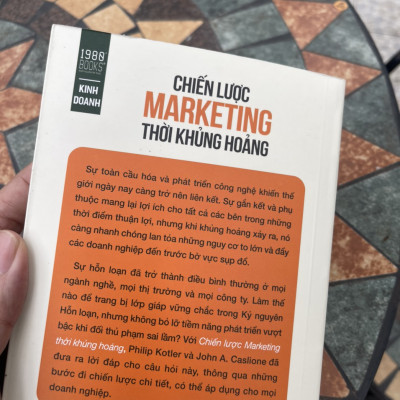 1980
BOOKS
KINH
DOANH
CHIẾN LƯỢC
MARKETING
THỜI KHỦNG HOẢNG
Sự toàn cầu hóa và phát triển công nghệ khiến thế
giới ngày nay càng trở nên liên kết. Sự gắn kết và phụ
thuộc mang lại lợi ích cho tất cả các bên trong những
thời điểm thuận lợi, nhưng khi khủng hoảng xảy ra, nó
càng nhanh chóng lan tỏa những nguy cơ to lớn và đẩy
các doanh nghiệp đến trước bờ vực sụp đổ.
Sự hỗn loạn đã trở thành điều bình thường ở mọi
ngành nghề, mọi thị trường và mọi công ty. Làm thế
nào để trang bị lớp giáp vững chắc trong Kỷ nguyên
Hỗn loạn, nhưng không bỏ lỡ tiềm năng phát triển vượt
bậc khi đối thủ phạm sai lầm? Với Chiến lược Marketing
thời khủng hoảng, Philip Kotler và John A. Caslione đã
đưa ra lời đáp cho câu hỏi này, thông qua những
bước đi chiến lược chi tiết, có thể áp dụng cho mọi
doanh nghiệp.